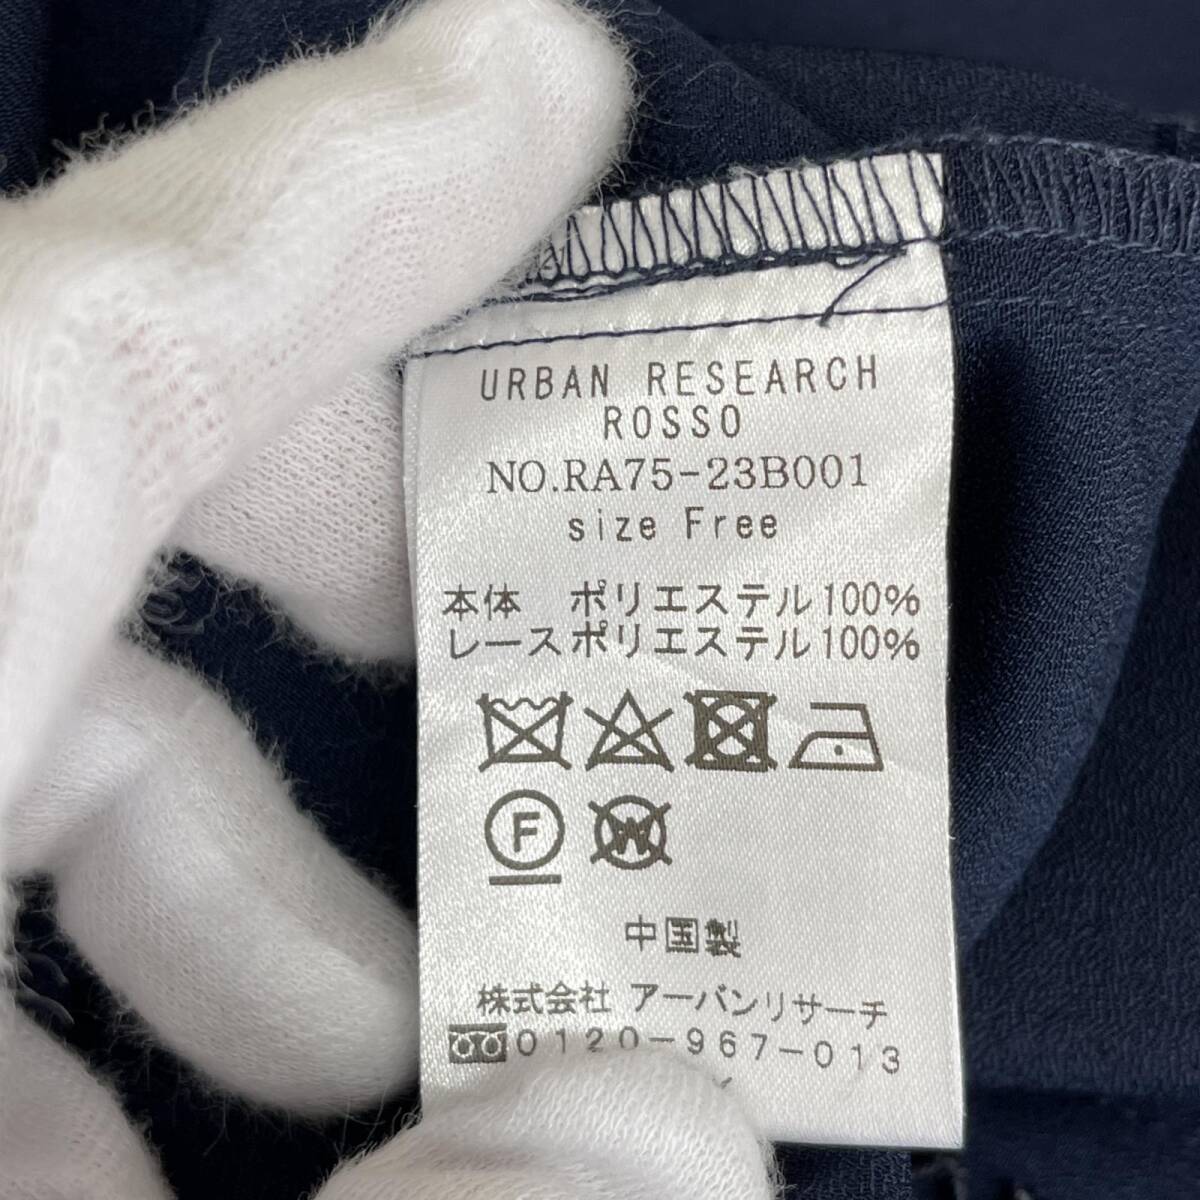 URBAN RESEARCH
ROSSO
NO.RA75-23B001
size Free
本体 ポリエステル100%
レースポリエステル100%
F W
中国製
株式会社 アーバンリサーチ
0120-967-013